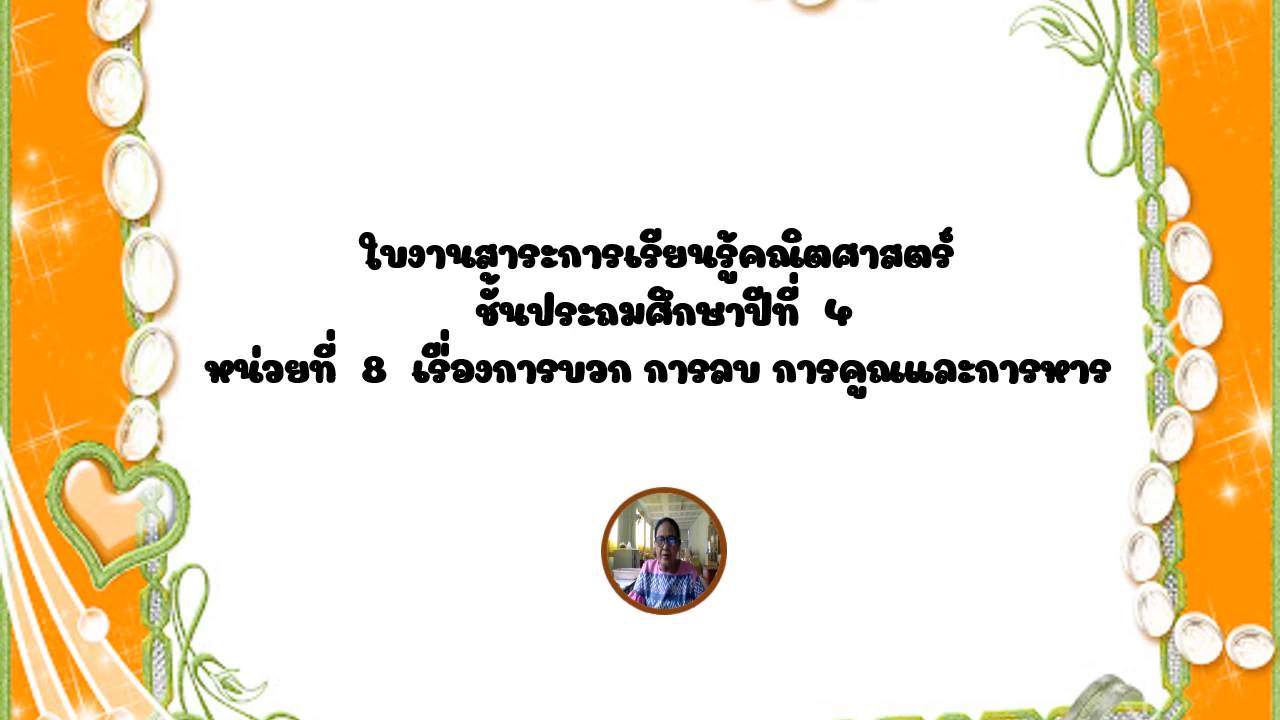 ใบงานสาระการเรียนรู้คณิตศาสตร์
ชั้นประถมศึกษาปีที่ 4
หน่วยที่ 8 เรื่องการบวก การลบ การคูณและการหาร